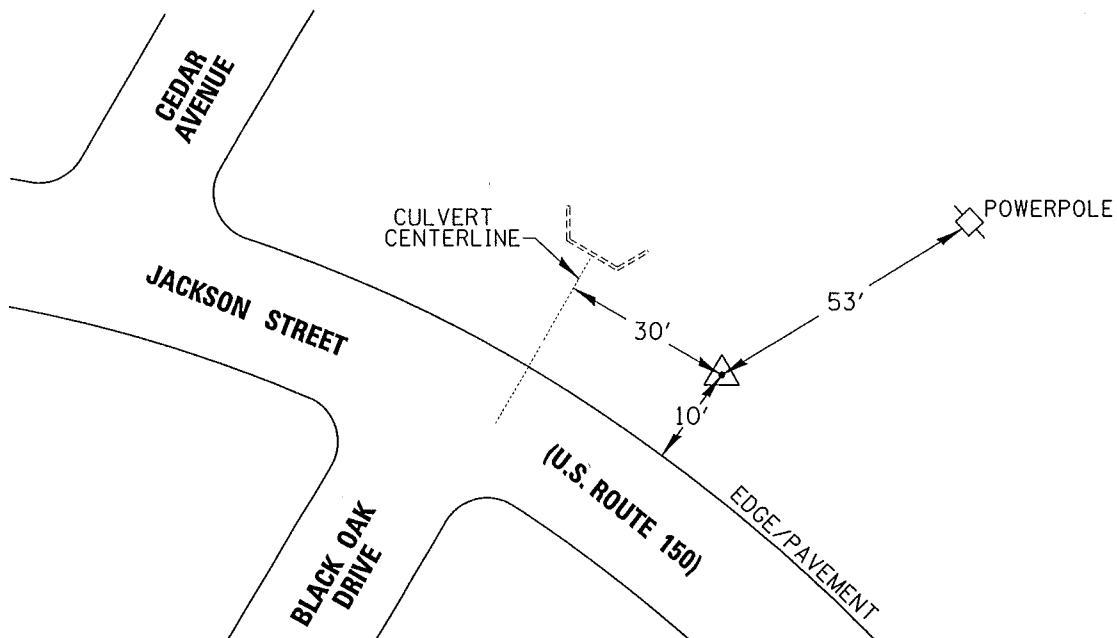 CEDAR
AVENUE
CULVERT
CENTERLINE
POWERPOLE
JACKSON STREET
30'
53'
10'
(U.S. ROUTE 150)
EDGE/PAVEMENT
BLACK OAK
DRIVE